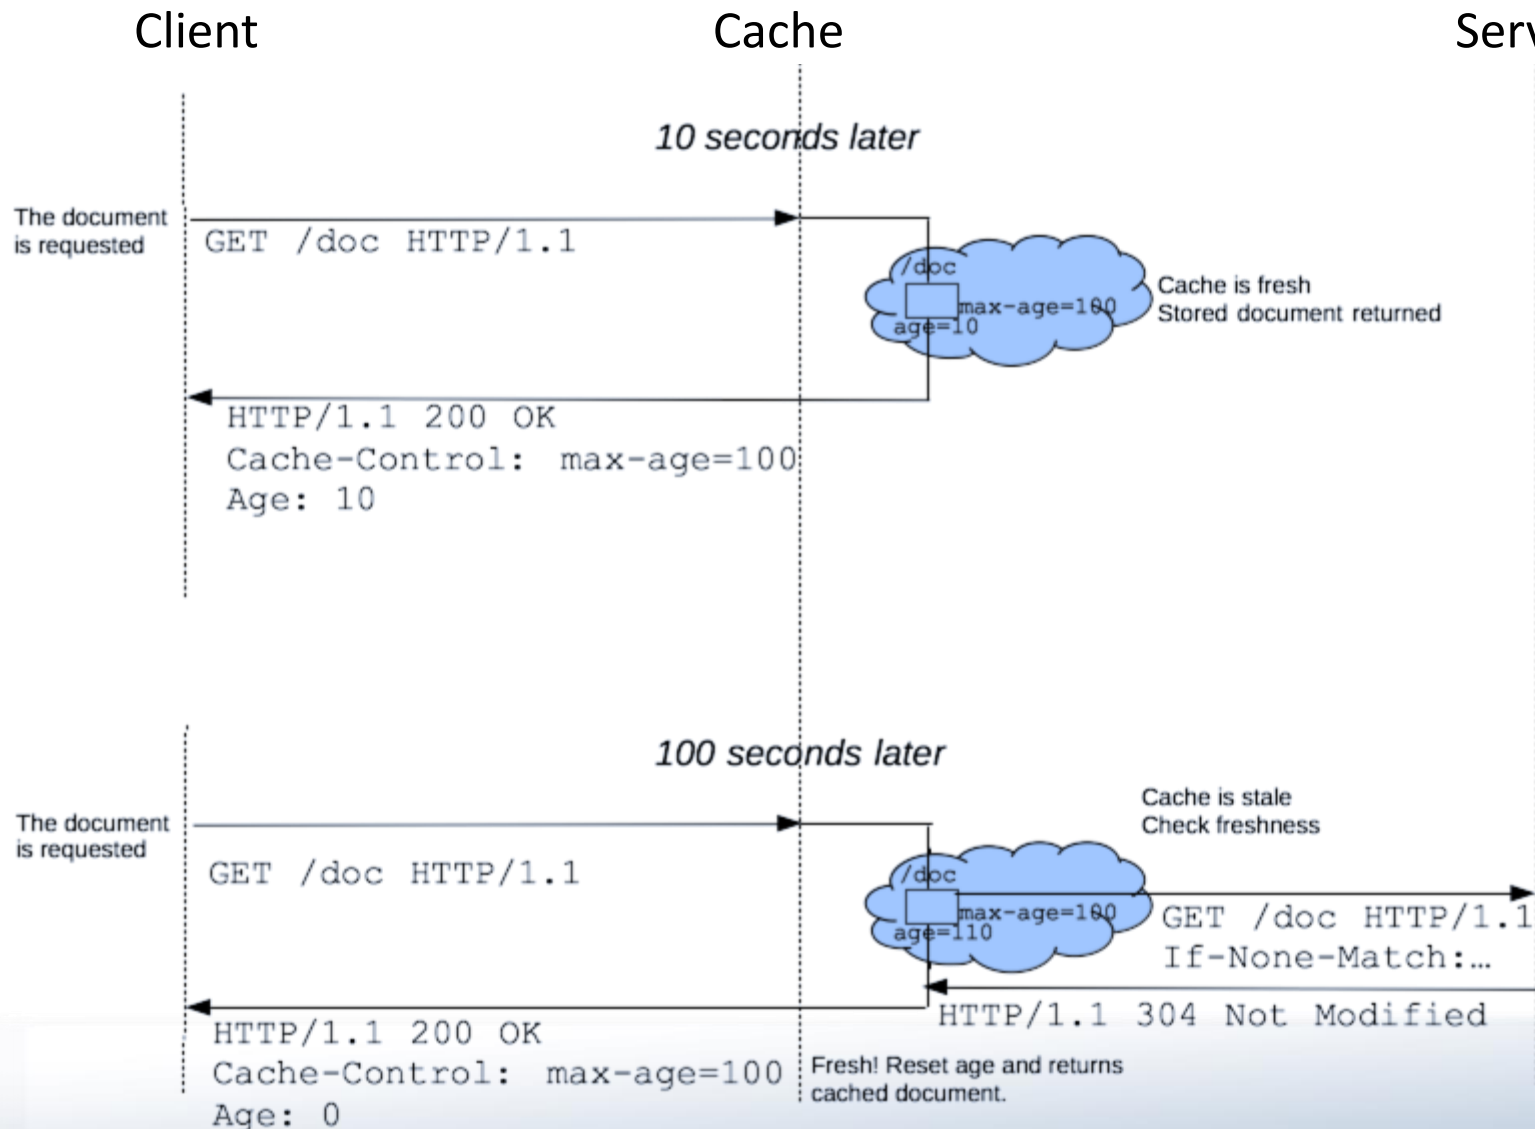 Client
Cache
Serv
10 seconds later
The document
is requested
GET /doc HTTP/1.1
/doc
max-age=100
age=10
Cache is fresh
Stored document returned
HTTP/1.1 200 OK
Cache-Control: max-age=100
Age: 10
100 seconds later
The document
is requested
GET /doc HTTP/1.1
Cache is stale
Check freshness
/doc
max-age=100
age=110
GET /doc HTTP/1.1
If-None-Match:…
HTTP/1.1 304 Not Modified
HTTP/1.1 200 OK
Cache-Control: max-age=100
Age: 0
Fresh! Reset age and returns
cached document.